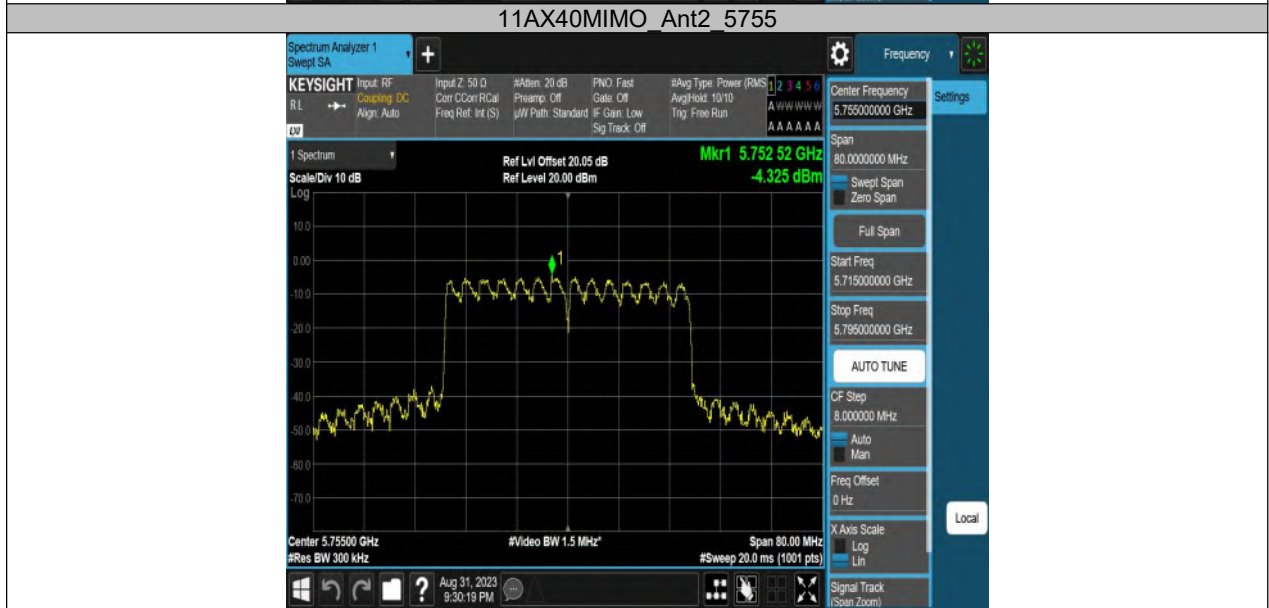 11AX40MIMO_Ant2_5755
Spectrum Analyzer 1
Swept SA
+
Frequency
KEYSIGHT
RL
LXI
Input: RF
Coupling: DC
Align: Auto
Input Z: 50 Ω
Corr CCorr RCal
Freq Ref: Int (S)
#Atten: 20 dB
Preamp: Off
µW Path: Standard
PNO: Fast
Gate: Off
IF Gain: Low
Sig Track: Off
#Avg Type: Power (RMS
Avg|Hold: 10/10
Trig: Free Run
1 2 3 4 5 6
A W W W W W
A A A A A A
1 Spectrum
Scale/Div 10 dB
Log
Ref Lvl Offset 20.05 dB
Ref Level 20.00 dBm
Mkr1 5.752 52 GHz
-4.325 dBm
10.0
0.00
-10.0
-20.0
-30.0
-40.0
-50.0
-60.0
-70.0
1
Center 5.75500 GHz
#Res BW 300 kHz
#Video BW 1.5 MHz*
Span 80.00 MHz
#Sweep 20.0 ms (1001 pts)
Center Frequency
5.755000000 GHz
Settings
Span
80.0000000 MHz
Swept Span
Zero Span
Full Span
Start Freq
5.715000000 GHz
Stop Freq
5.795000000 GHz
AUTO TUNE
CF Step
8.000000 MHz
Auto
Man
Freq Offset
0 Hz
X Axis Scale
Log
Lin
Local
Signal Track
(Span Zoom)
?
Aug 31, 2023
9:30:19 PM